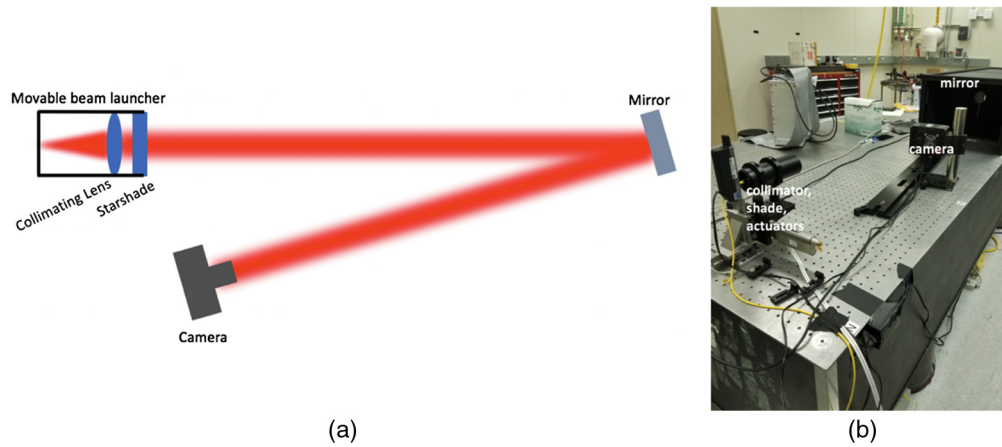 Movable beam launcher
Collimating Lens
Starshade
Mirror
Camera
(a)
mirror
camera
collimator,
shade,
actuators
(b)